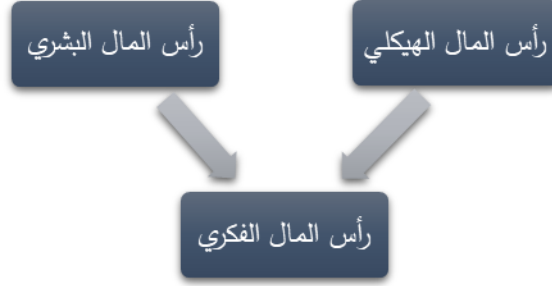 رأس المال الهيكلي
رأس المال البشري
رأس المال الفكري